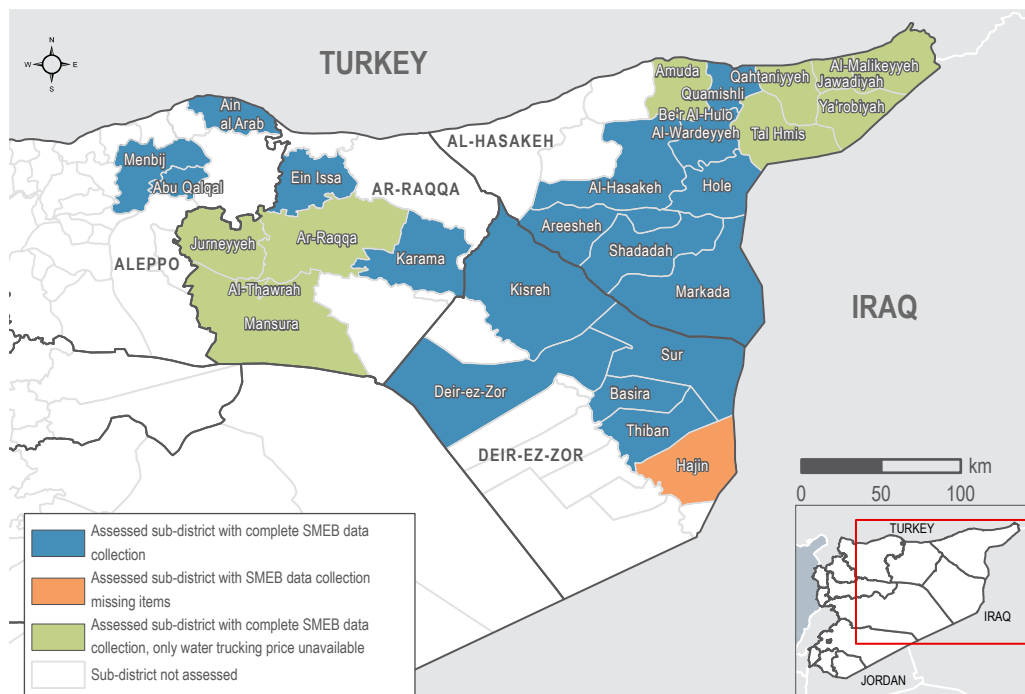 N
W E
S
TURKEY
Ain
al Arab
Menbij
Abu Qalqal
Ein Issa
AL-HASAKEH
AR-RAQQA
Amuda
Quamishli
Qahtaniyyeh
Al-Malikeyyeh
Jawadiyah
Ya'robiyah
Be'r Al-Hulo
Al-Wardeyyeh
Tal Hmis
Al-Hasakeh
Hole
Jurneyyeh
Ar-Raqqa
Karama
Areesheh
Shadadah
ALEPPO
Al-Thawrah
Mansura
Kisreh
Markada
IRAQ
Sur
Deir-ez-Zor
Basira
Thiban
DEIR-EZ-ZOR
Hajin
km
0 50 100
Assessed sub-district with complete SMEB data
collection
Assessed sub-district with SMEB data collection
missing items
Assessed sub-district with complete SMEB data
collection, only water trucking price unavailable
Sub-district not assessed
TURKEY
IRAQ
JORDAN